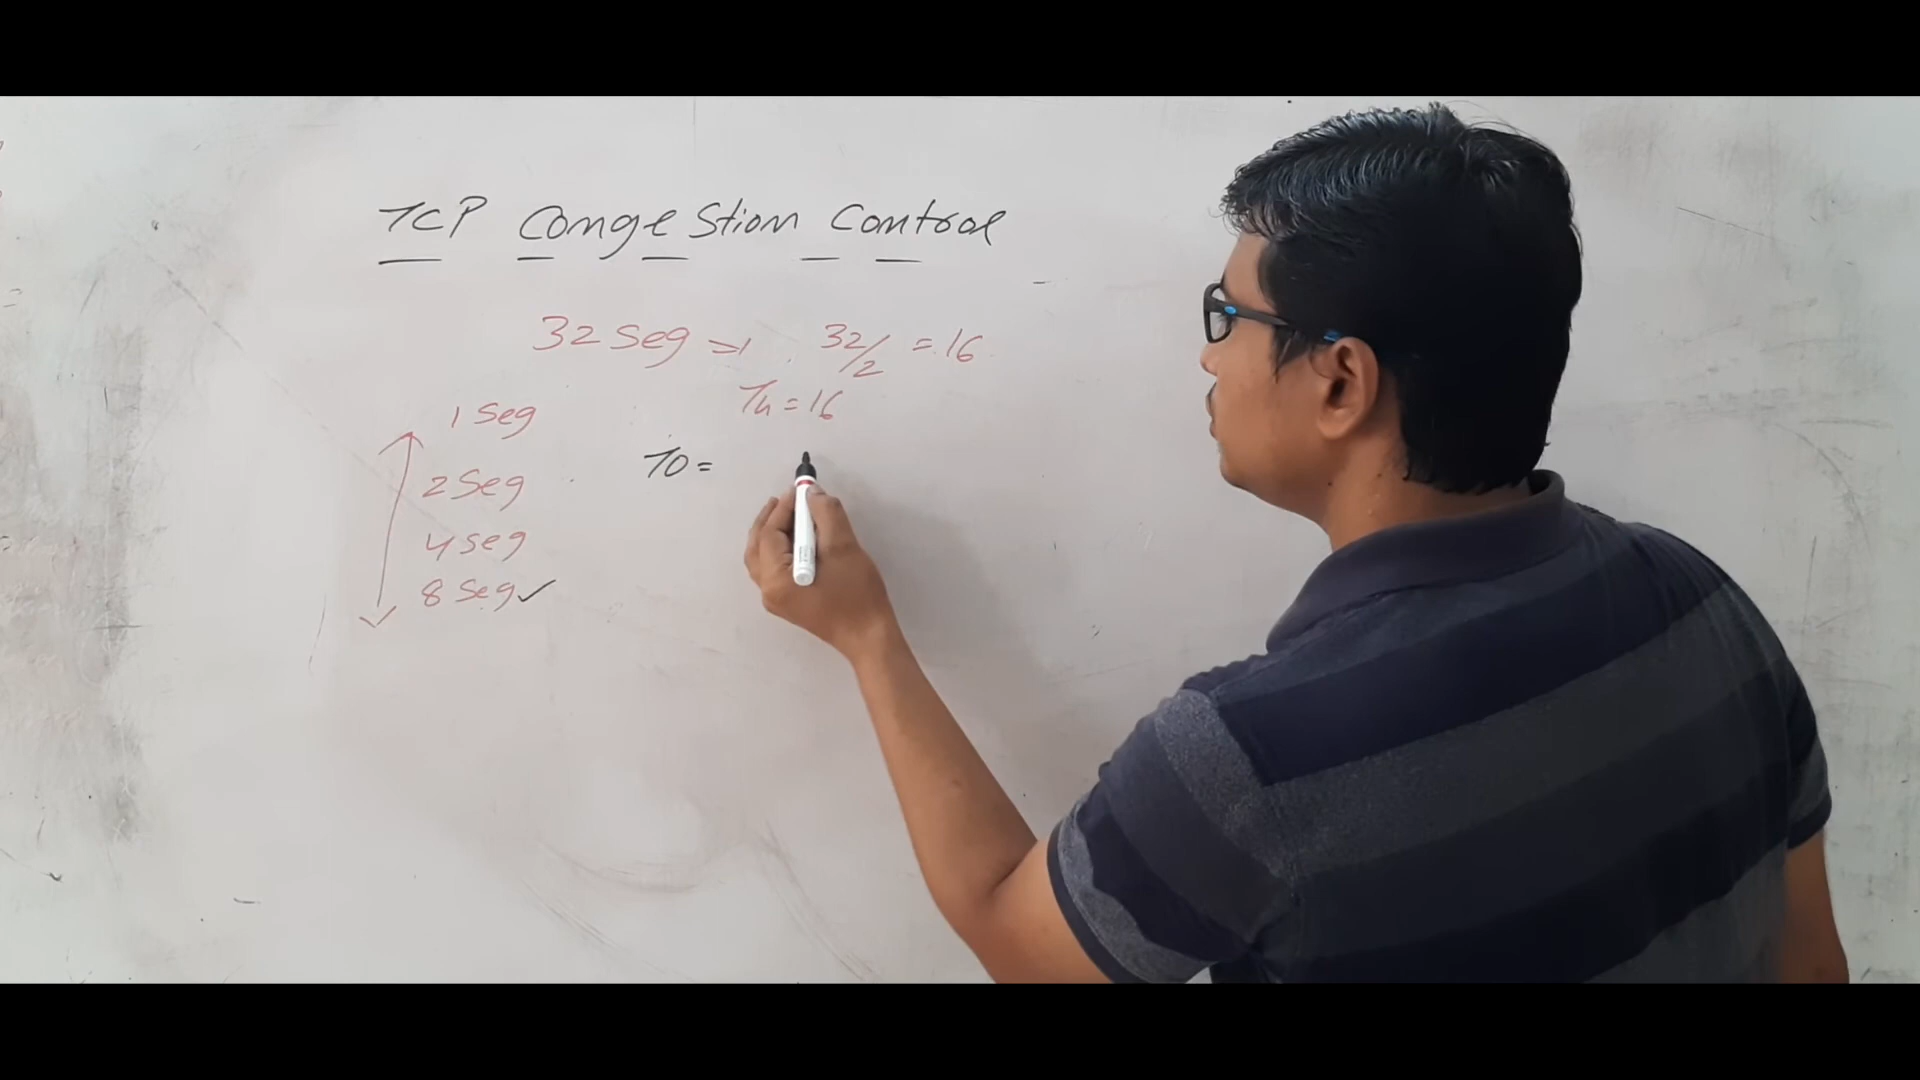 TCP Congestion Control
32 Seg => 32/2 = 16
Th = 16
1 Seg
TO =
2 Seg
4 Seg
8 Seg ✓